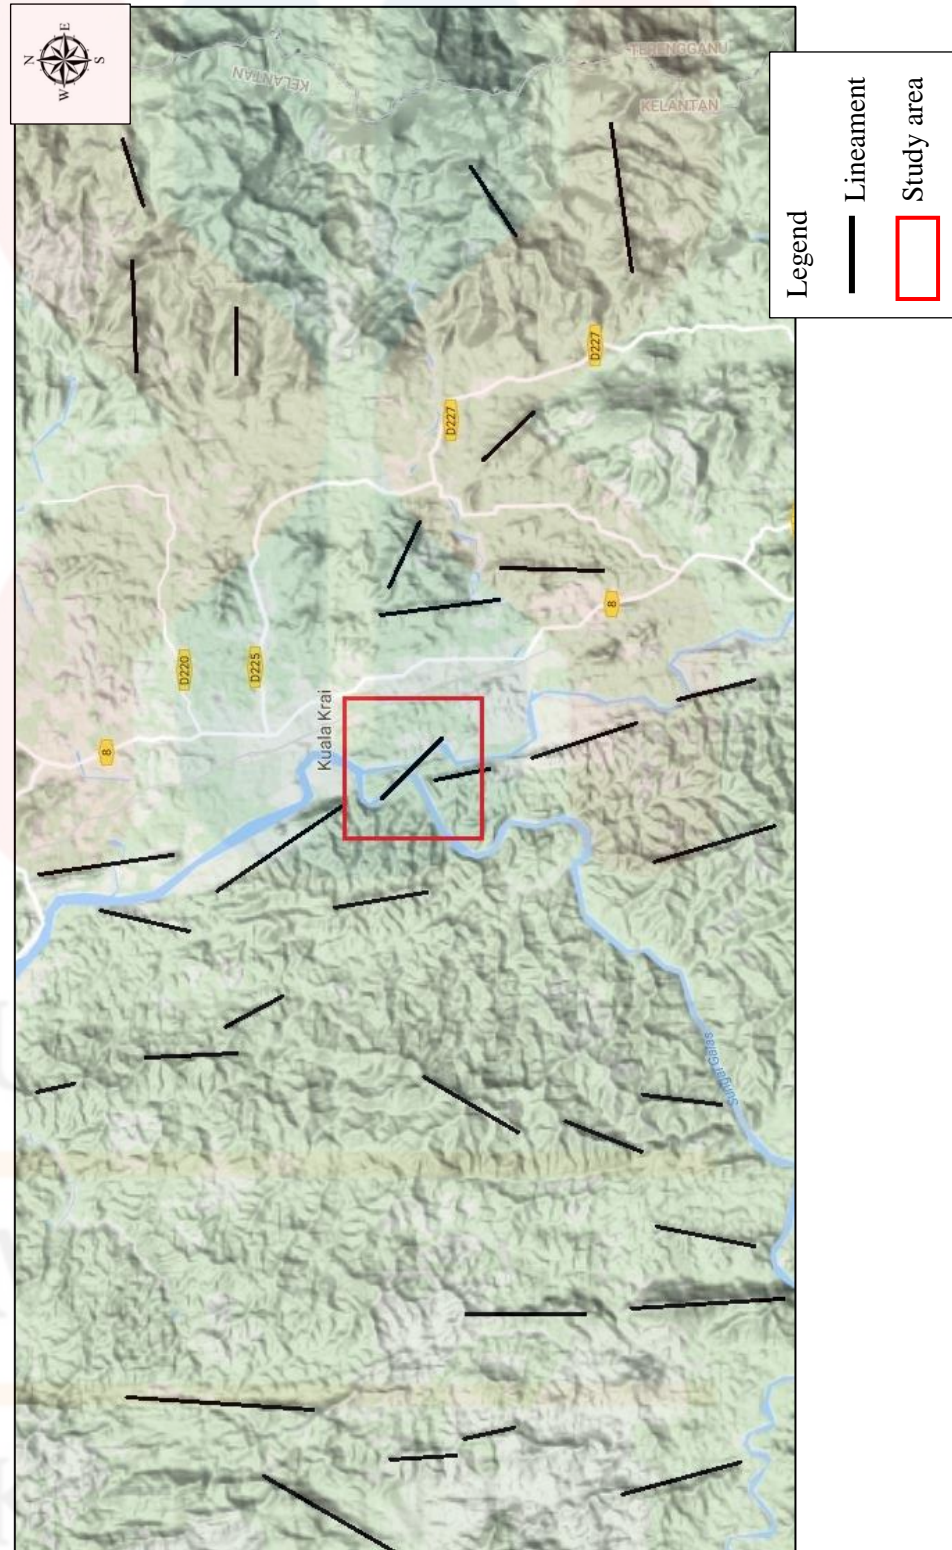 N
E
S
W
TERENGGANU
KELANTAN
KELANTAN
D227
D227
8
D220
D225
8
Kuala Krai
Sungai Galas
Legend
Lineament
Study area